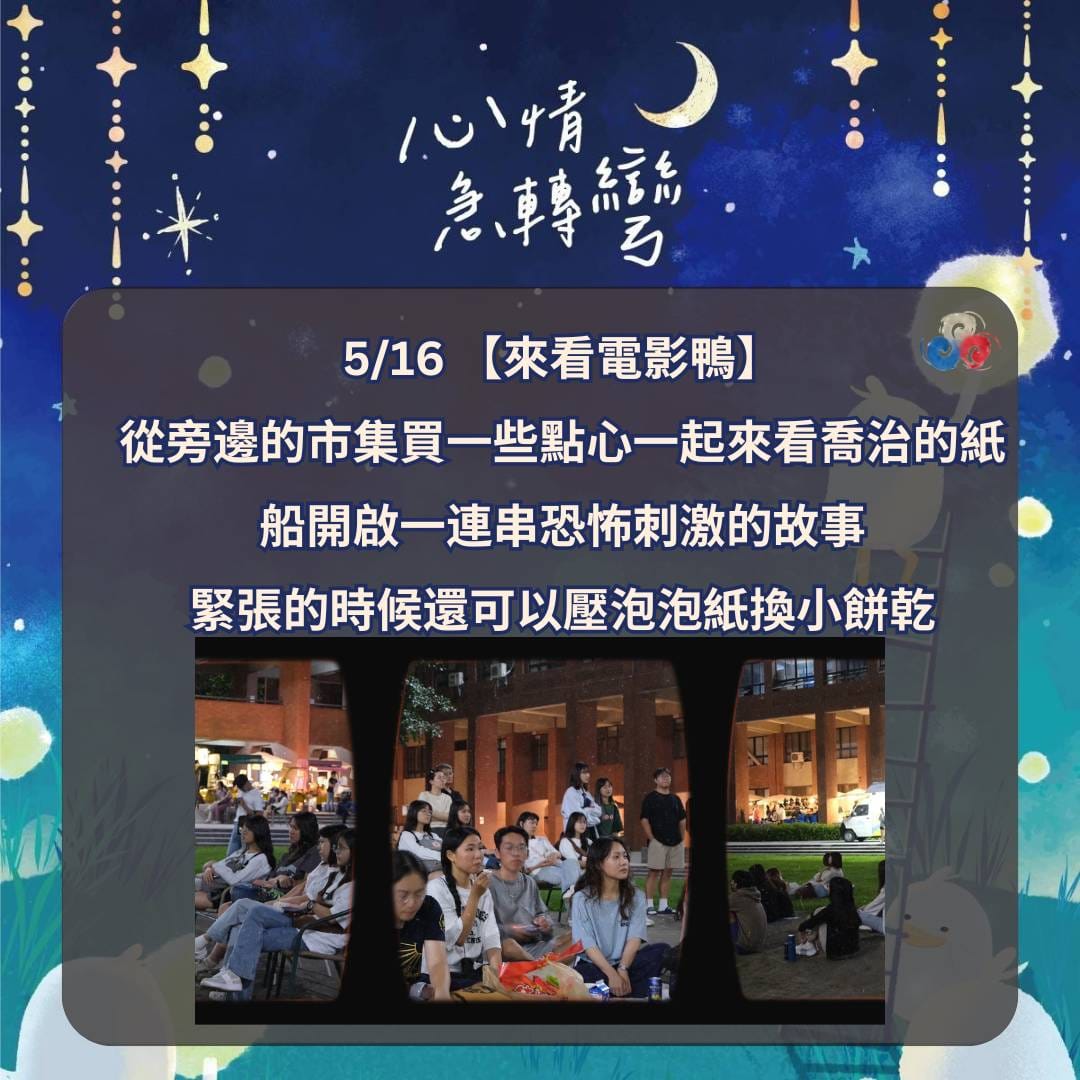 心情
急轉彎
5/16 【來看電影鴨】
從旁邊的市集買一些點心一起來看喬治的紙
船開啟一連串恐怖刺激的故事
緊張的時候還可以壓泡泡紙換小餅乾